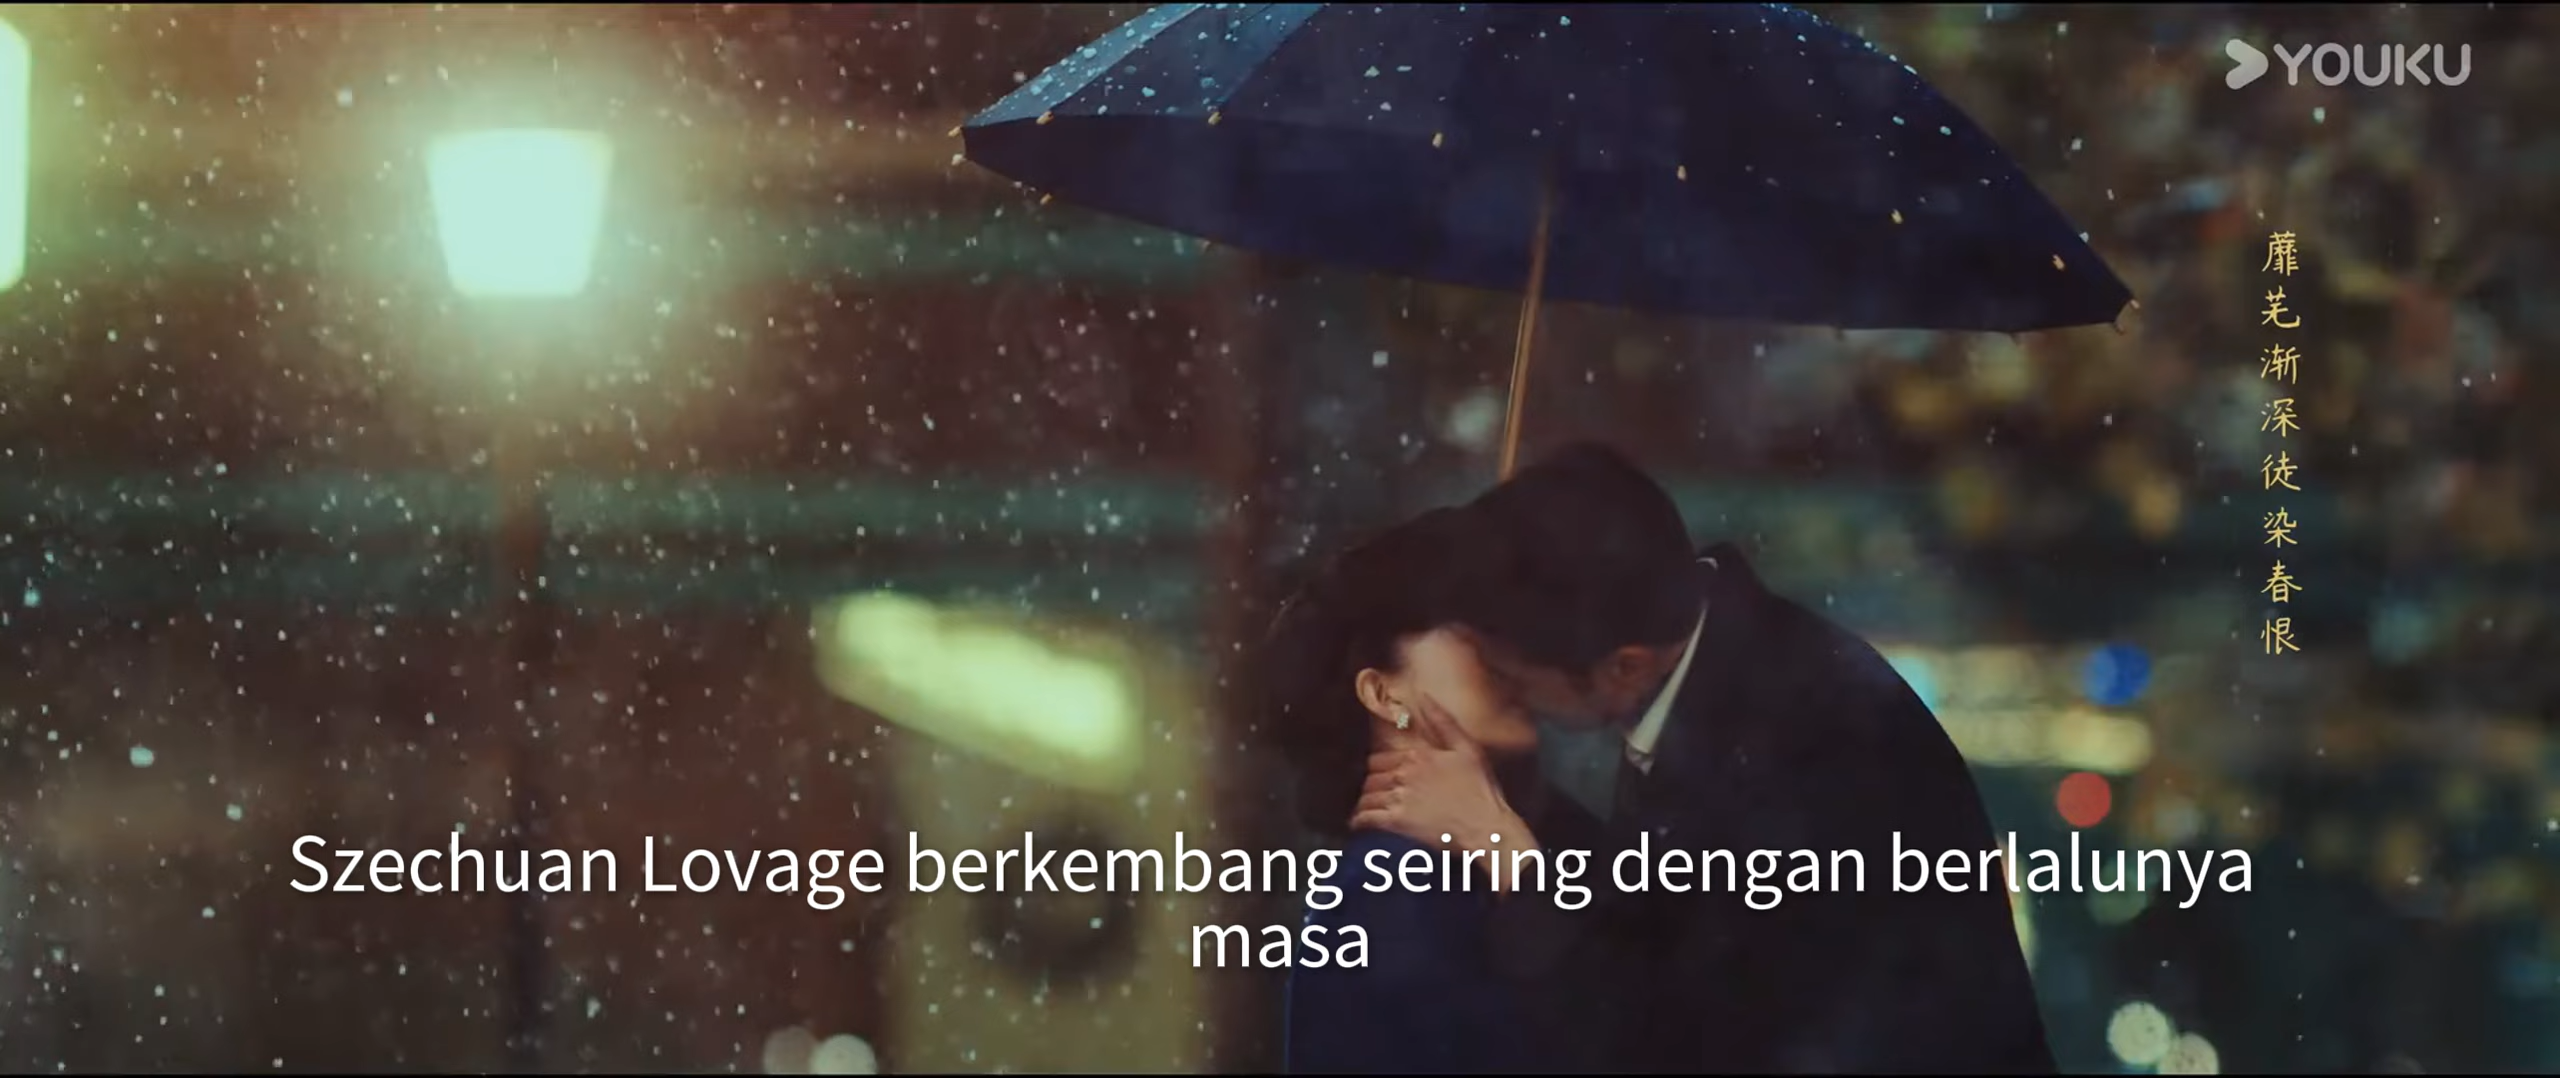 YOUKU
蘼芜渐深徒染春恨
Szechuan Lovage berkembang seiring dengan berlalunya
masa